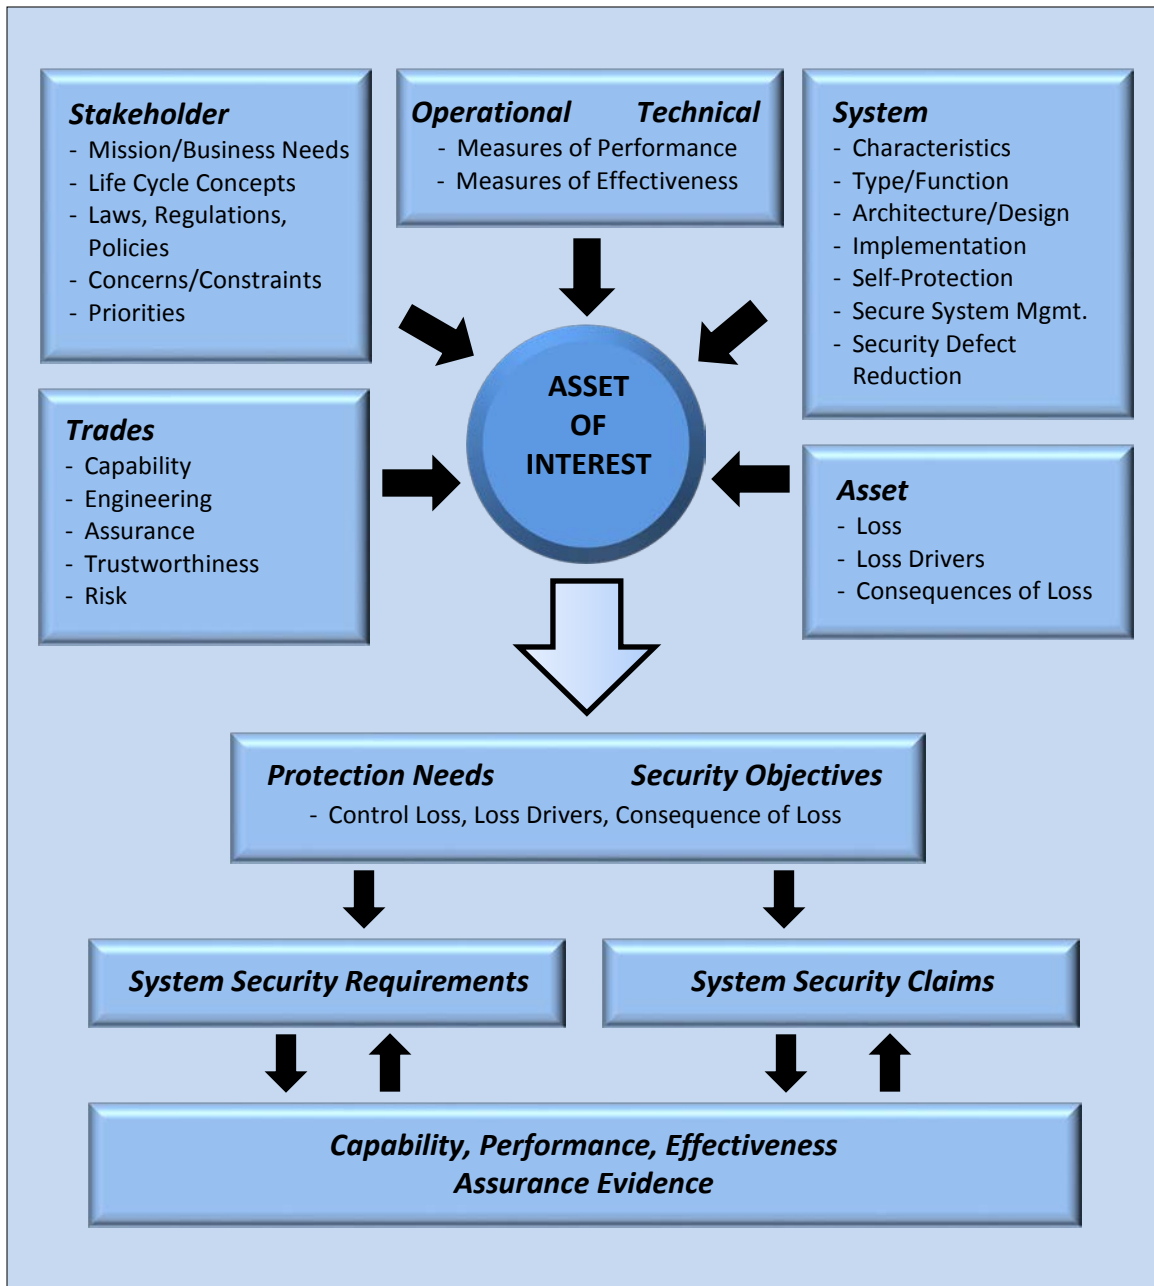 Stakeholder
- Mission/Business Needs
- Life Cycle Concepts
- Laws, Regulations,
Policies
- Concerns/Constraints
- Priorities
Operational Technical
- Measures of Performance
- Measures of Effectiveness
System
- Characteristics
- Type/Function
- Architecture/Design
- Implementation
- Self-Protection
- Secure System Mgmt.
- Security Defect
Reduction
Trades
- Capability
- Engineering
- Assurance
- Trustworthiness
- Risk
ASSET
OF
INTEREST
Asset
- Loss
- Loss Drivers
- Consequences of Loss
Protection Needs Security Objectives
- Control Loss, Loss Drivers, Consequence of Loss
System Security Requirements
System Security Claims
Capability, Performance, Effectiveness
Assurance Evidence